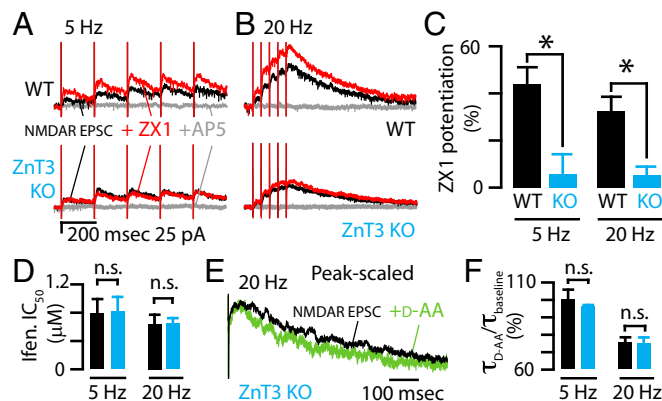 A
5 Hz
WT
NMDAR EPSC + ZX1 +AP5
ZnT3
KO
200 msec 25 pA
B
20 Hz
WT
ZnT3 KO
C
ZX1 potentiation
(%)
60
0
*
*
WT KO WT KO
5 Hz 20 Hz
D
Ifen. IC50
(μM)
1.2
0
n.s.
n.s.
5 Hz 20 Hz
E
20 Hz
Peak-scaled
NMDAR EPSC +D-AA
ZnT3 KO
100 msec
F
τD-AA/τbaseline
(%)
110
60
n.s.
n.s.
5 Hz 20 Hz